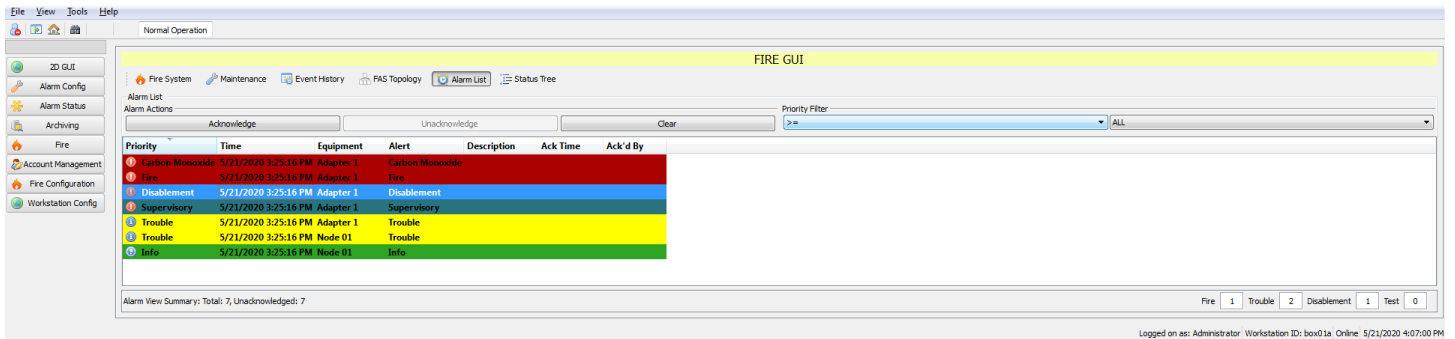 File View Tools Help
Normal Operation
FIRE GUI
2D GUI
Alarm Config
Alarm Status
Archiving
Fire
Account Management
Fire Configuration
Workstation Config
Fire System Maintenance Event History FAS Topology Alarm List Status Tree
Alarm List
Alarm Actions Priority Filter
Acknowledge Unacknowledge Clear >= ALL
Priority Time Equipment Alert Description Ack Time Ack'd By
Carbon Monoxide 5/21/2020 3:25:16 PM Adapter 1 Carbon Monoxide
Fire 5/21/2020 3:25:16 PM Adapter 1 Fire
Disablement 5/21/2020 3:25:16 PM Adapter 1 Disablement
Supervisory 5/21/2020 3:25:16 PM Adapter 1 Supervisory
Trouble 5/21/2020 3:25:16 PM Adapter 1 Trouble
Trouble 5/21/2020 3:25:16 PM Node 01 Trouble
Info 5/21/2020 3:25:16 PM Node 01 Info
Alarm View Summary: Total: 7, Unacknowledged: 7 Fire 1 Trouble 2 Disablement 1 Test 0
Logged on as: Administrator Workstation ID: box01a Online 5/21/2020 4:07:00 PM